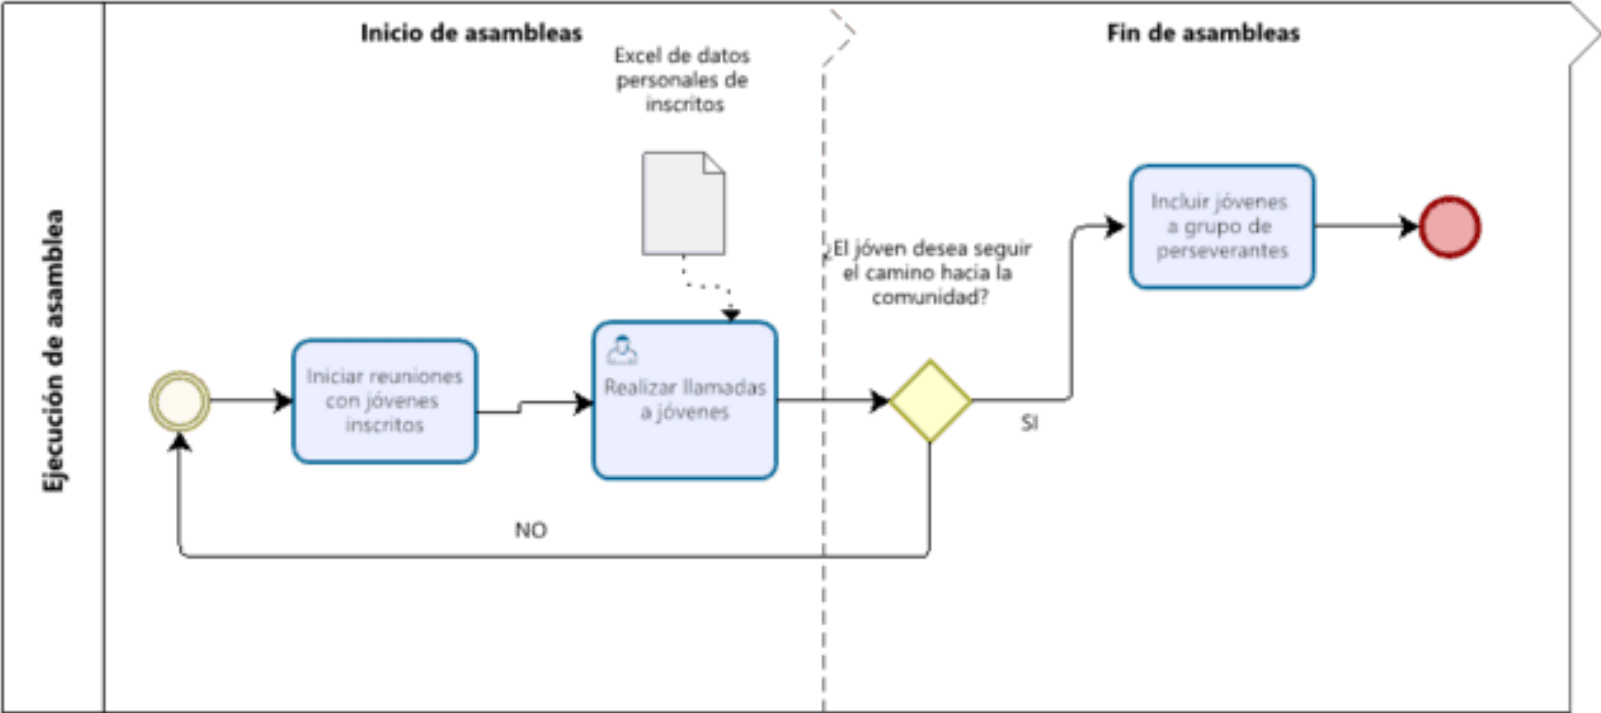 Ejecución de asamblea
Inicio de asambleas
Fin de asambleas
Excel de datos
personales de
inscritos
Iniciar reuniones
con jóvenes
inscritos
Realizar llamadas
a jóvenes
¿El jóven desea seguir
el camino hacia la
comunidad?
SI
NO
Incluir jóvenes
a grupo de
perseverantes